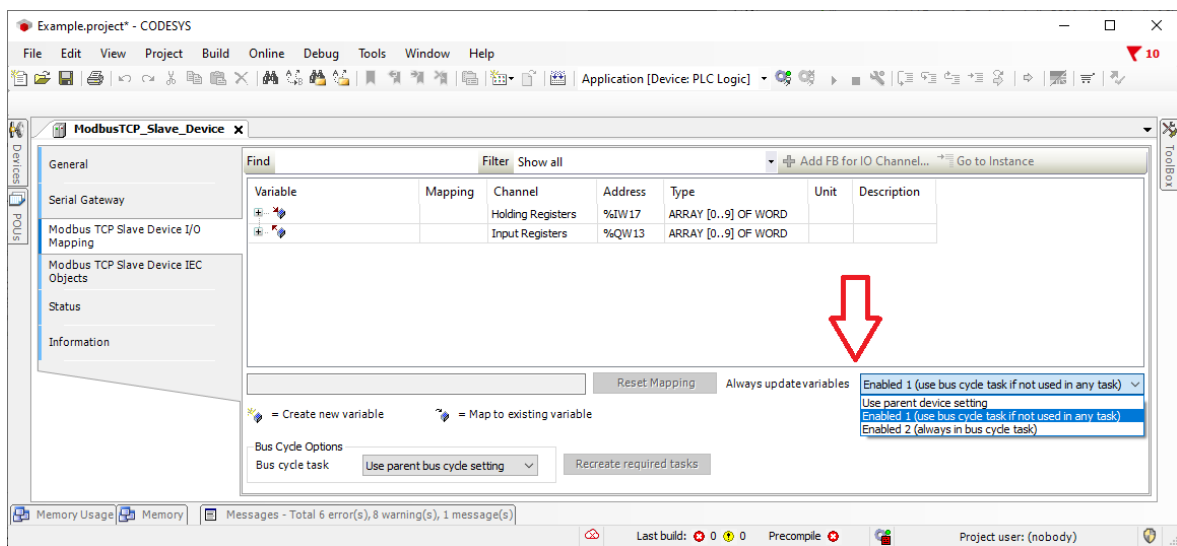 Example.project* - CODESYS
File Edit View Project Build Online Debug Tools Window Help
10
Application [Device: PLC Logic]
ModbusTCP_Slave_Device
Devices
POUs
ToolBox
General
Serial Gateway
Modbus TCP Slave Device I/O
Mapping
Modbus TCP Slave Device IEC
Objects
Status
Information
Find Filter Show all Add FB for IO Channel... Go to Instance
Variable Mapping Channel Address Type Unit Description
Holding Registers %IW17 ARRAY [0..9] OF WORD
Input Registers %QW13 ARRAY [0..9] OF WORD
Reset Mapping Always update variables Enabled 1 (use bus cycle task if not used in any task)
Use parent device setting
Enabled 1 (use bus cycle task if not used in any task)
Enabled 2 (always in bus cycle task)
= Create new variable = Map to existing variable
Bus Cycle Options
Bus cycle task Use parent bus cycle setting Recreate required tasks
Memory Usage Memory Messages - Total 6 error(s), 8 warning(s), 1 message(s)
Last build: 0 0 Precompile Project user: (nobody)